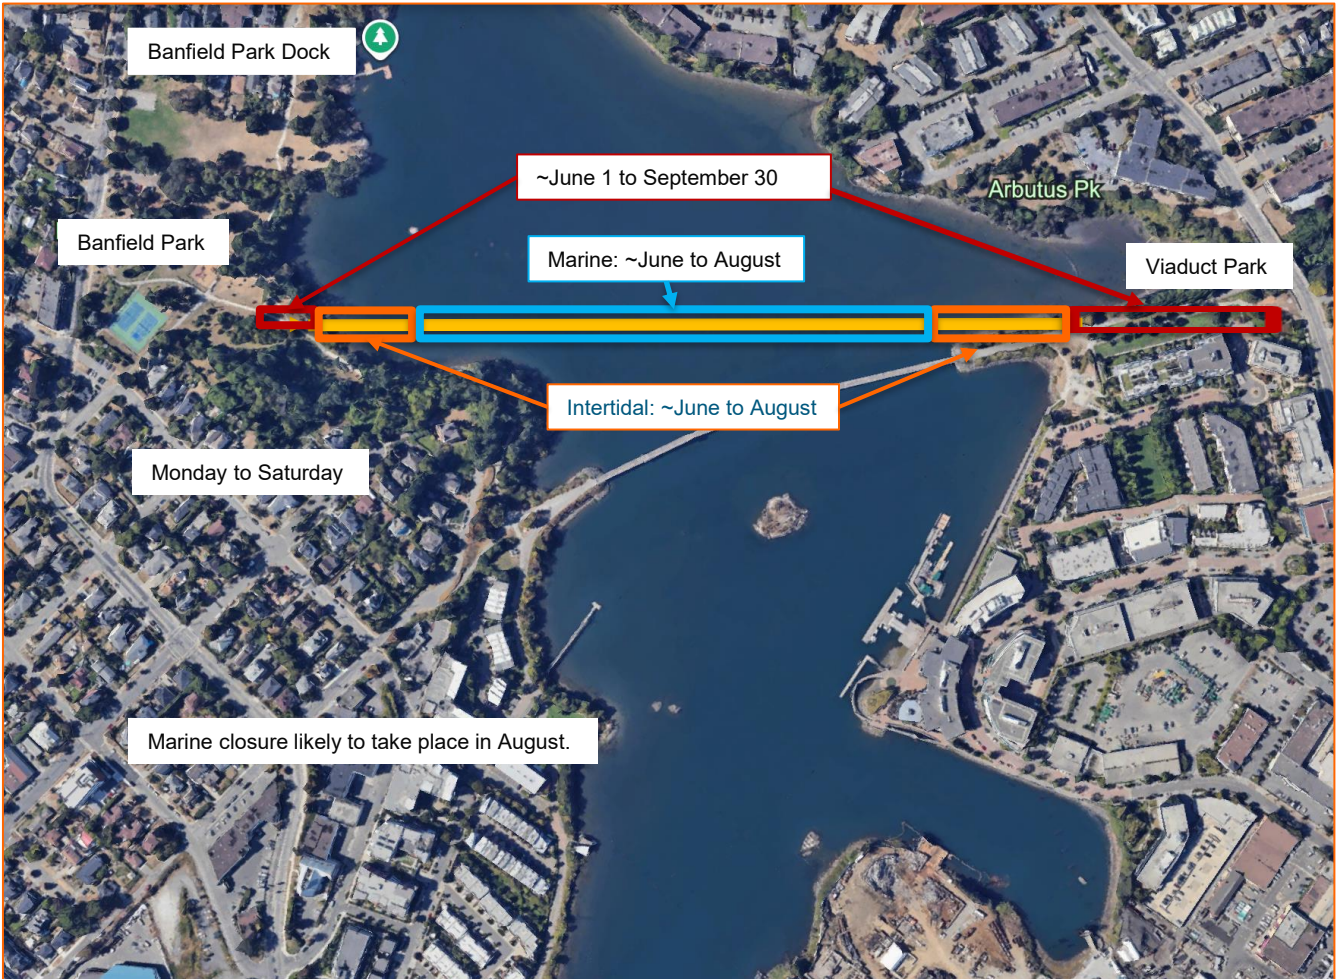 Banfield Park Dock
~June 1 to September 30
Arbutus Pk
Banfield Park
Marine: ~June to August
Viaduct Park
Intertidal: ~June to August
Monday to Saturday
Marine closure likely to take place in August.